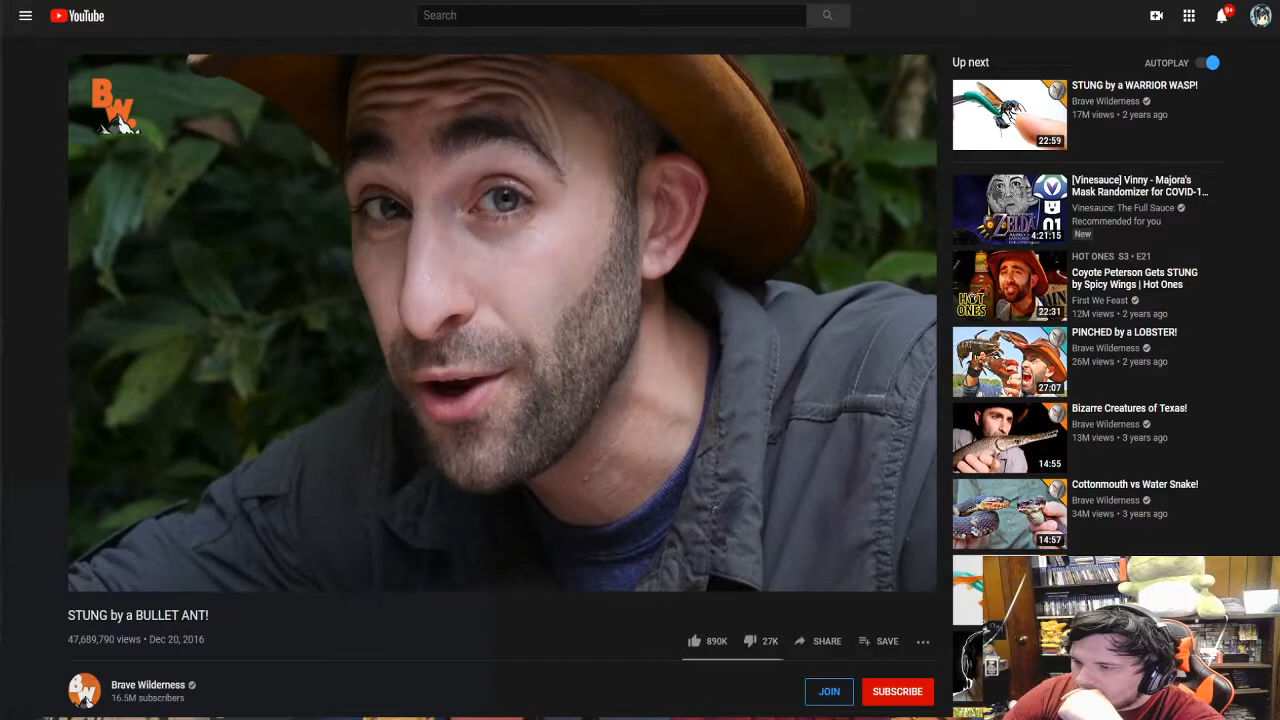 YouTube
Search
9+
B
W.
Up next
AUTOPLAY
22:59
STUNG by a WARRIOR WASP!
Brave Wilderness
17M views • 2 years ago
ZELDA
01
4:21:15
[Vinesauce] Vinny - Majora's
Mask Randomizer for COVID-1...
Vinesauce: The Full Sauce
Recommended for you
New
HOT
ONES
22:31
HOT ONES S3 • E21
Coyote Peterson Gets STUNG
by Spicy Wings | Hot Ones
First We Feast
12M views • 2 years ago
27:07
PINCHED by a LOBSTER!
Brave Wilderness
26M views • 2 years ago
14:55
Bizarre Creatures of Texas!
Brave Wilderness
13M views • 3 years ago
14:57
Cottonmouth vs Water Snake!
Brave Wilderness
34M views • 3 years ago
STUNG by a BULLET ANT!
47,689,790 views • Dec 20, 2016
890K
27K
SHARE
SAVE
BW
Brave Wilderness
16.5M subscribers
JOIN
SUBSCRIBE